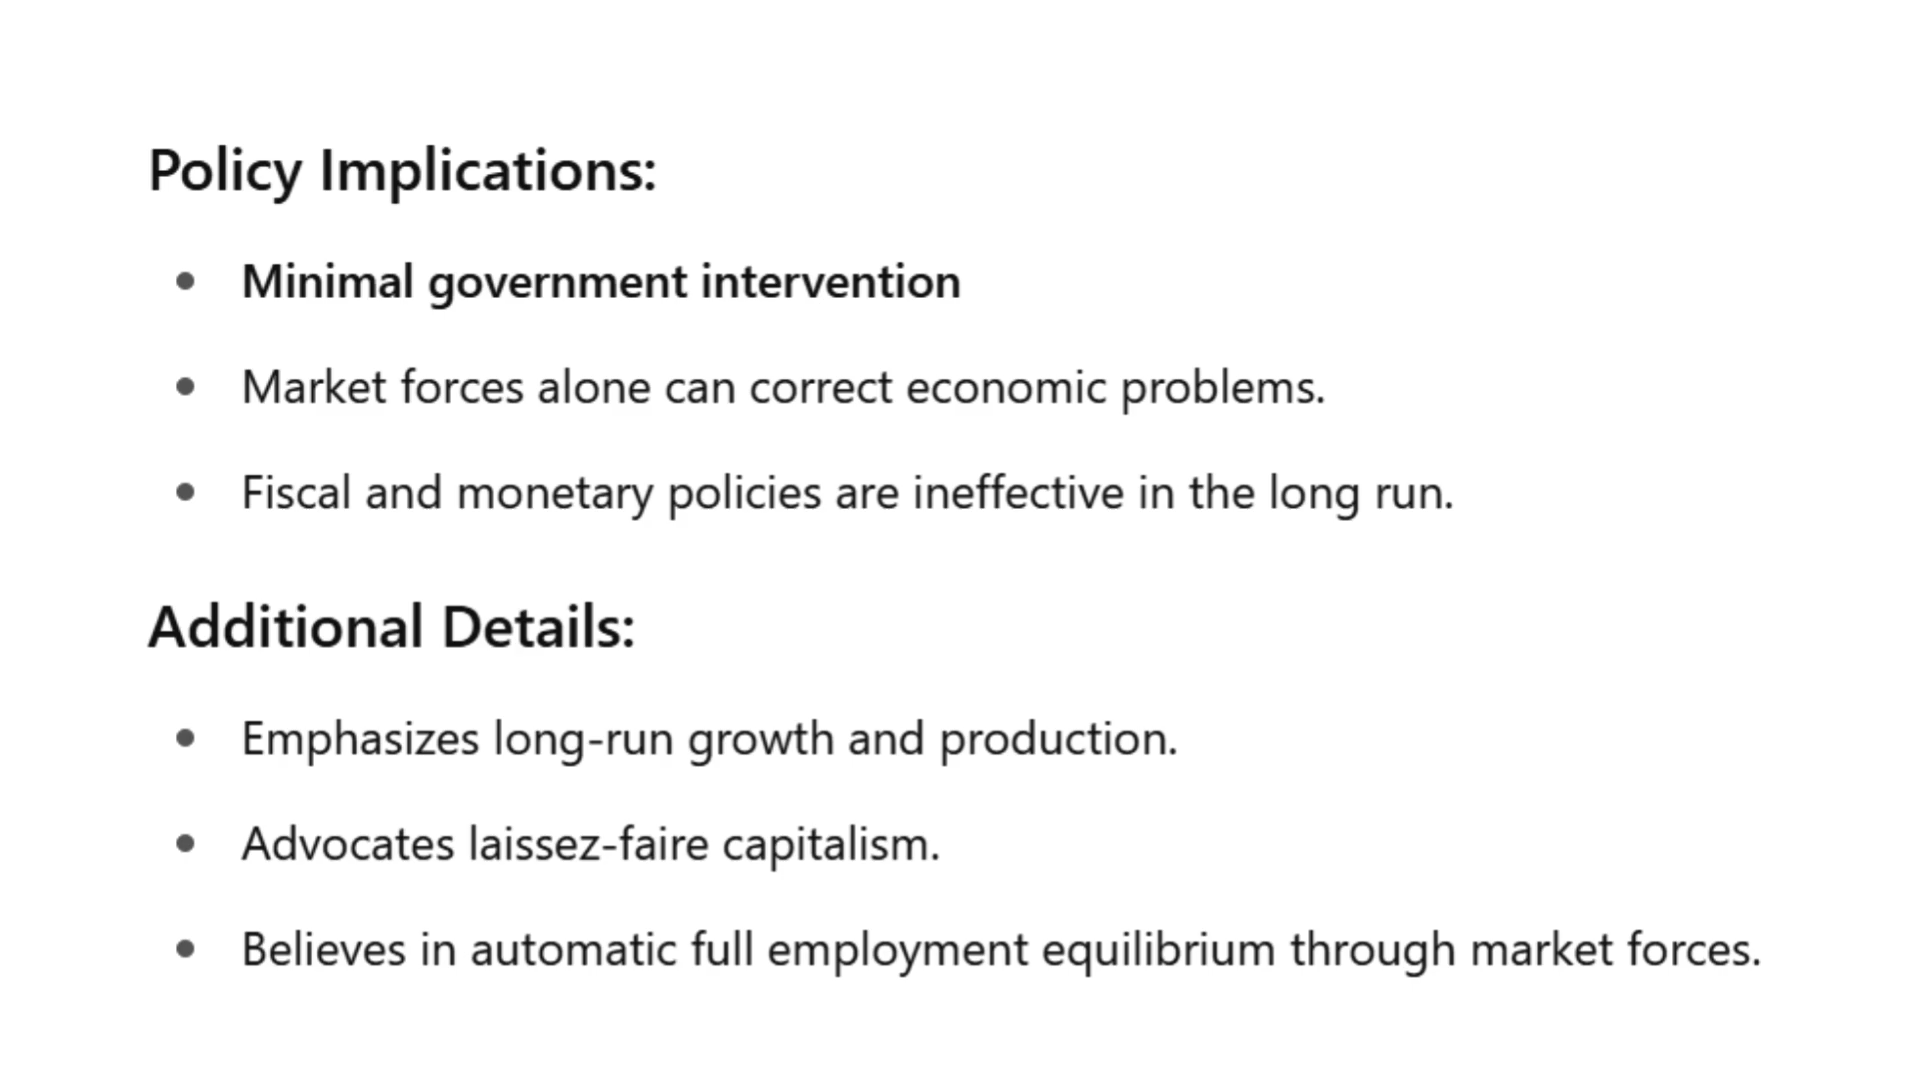 Policy Implications:
• Minimal government intervention
• Market forces alone can correct economic problems.
• Fiscal and monetary policies are ineffective in the long run.
Additional Details:
• Emphasizes long-run growth and production.
• Advocates laissez-faire capitalism.
• Believes in automatic full employment equilibrium through market forces.